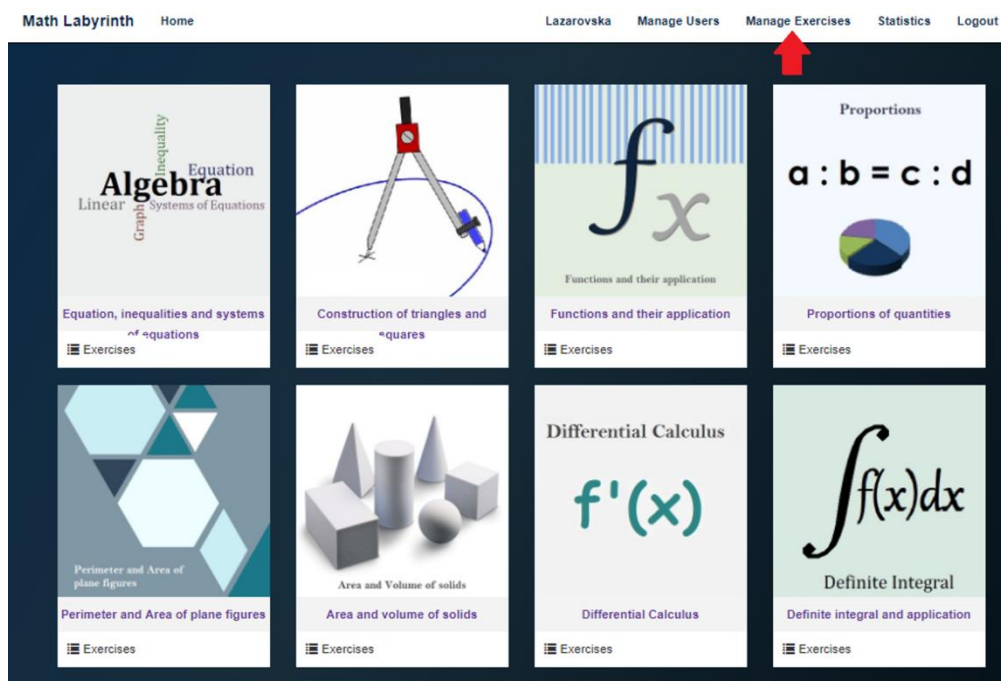 Math Labyrinth Home Lazarovska Manage Users Manage Exercises Statistics Logout
Inequality
Equation
Algebra
Linear
Graph
Systems of Equations
f
x
Functions and their application
Proportions
a : b = c : d
Equation, inequalities and systems
of equations
Exercises
Construction of triangles and
squares
Exercises
Functions and their application
Exercises
Proportions of quantities
Exercises
Perimeter and Area of
plane figures
Area and Volume of solids
Differential Calculus
f'(x)
∫f(x)dx
Definite Integral
Perimeter and Area of plane figures
Exercises
Area and volume of solids
Exercises
Differential Calculus
Exercises
Definite integral and application
Exercises